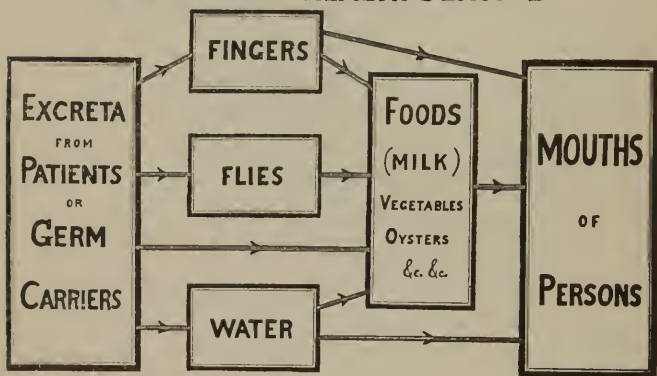 EXCRETA
FROM
PATIENTS
OR
GERM
CARRIERS
FINGERS
FLIES
WATER
FOODS
(MILK)
VEGETABLES
OYSTERS
&c. &c.
MOUTHS
OF
PERSONS